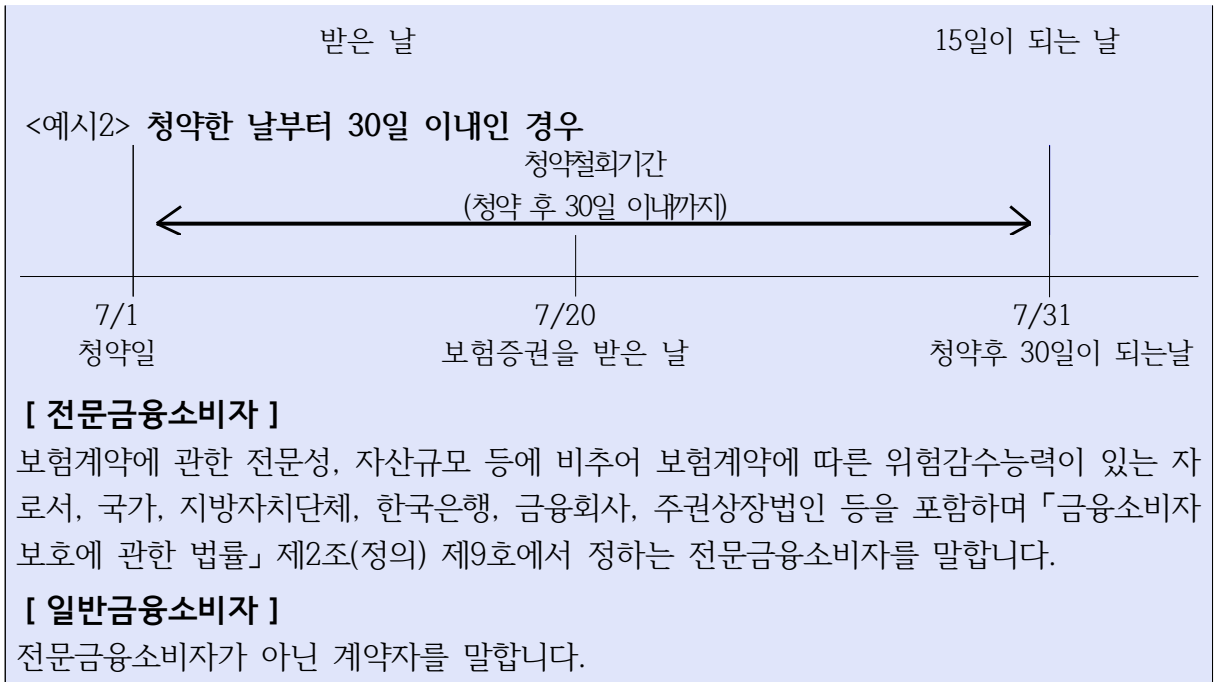 받은 날 15일이 되는 날
<예시2> 청약한 날부터 30일 이내인 경우
청약철회기간
(청약 후 30일 이내까지)
7/1 7/20 7/31
청약일 보험증권을 받은 날 청약후 30일이 되는날
[ 전문금융소비자 ]
보험계약에 관한 전문성, 자산규모 등에 비추어 보험계약에 따른 위험감수능력이 있는 자
로서, 국가, 지방자치단체, 한국은행, 금융회사, 주권상장법인 등을 포함하며 「금융소비자
보호에 관한 법률」 제2조(정의) 제9호에서 정하는 전문금융소비자를 말합니다.
[ 일반금융소비자 ]
전문금융소비자가 아닌 계약자를 말합니다.